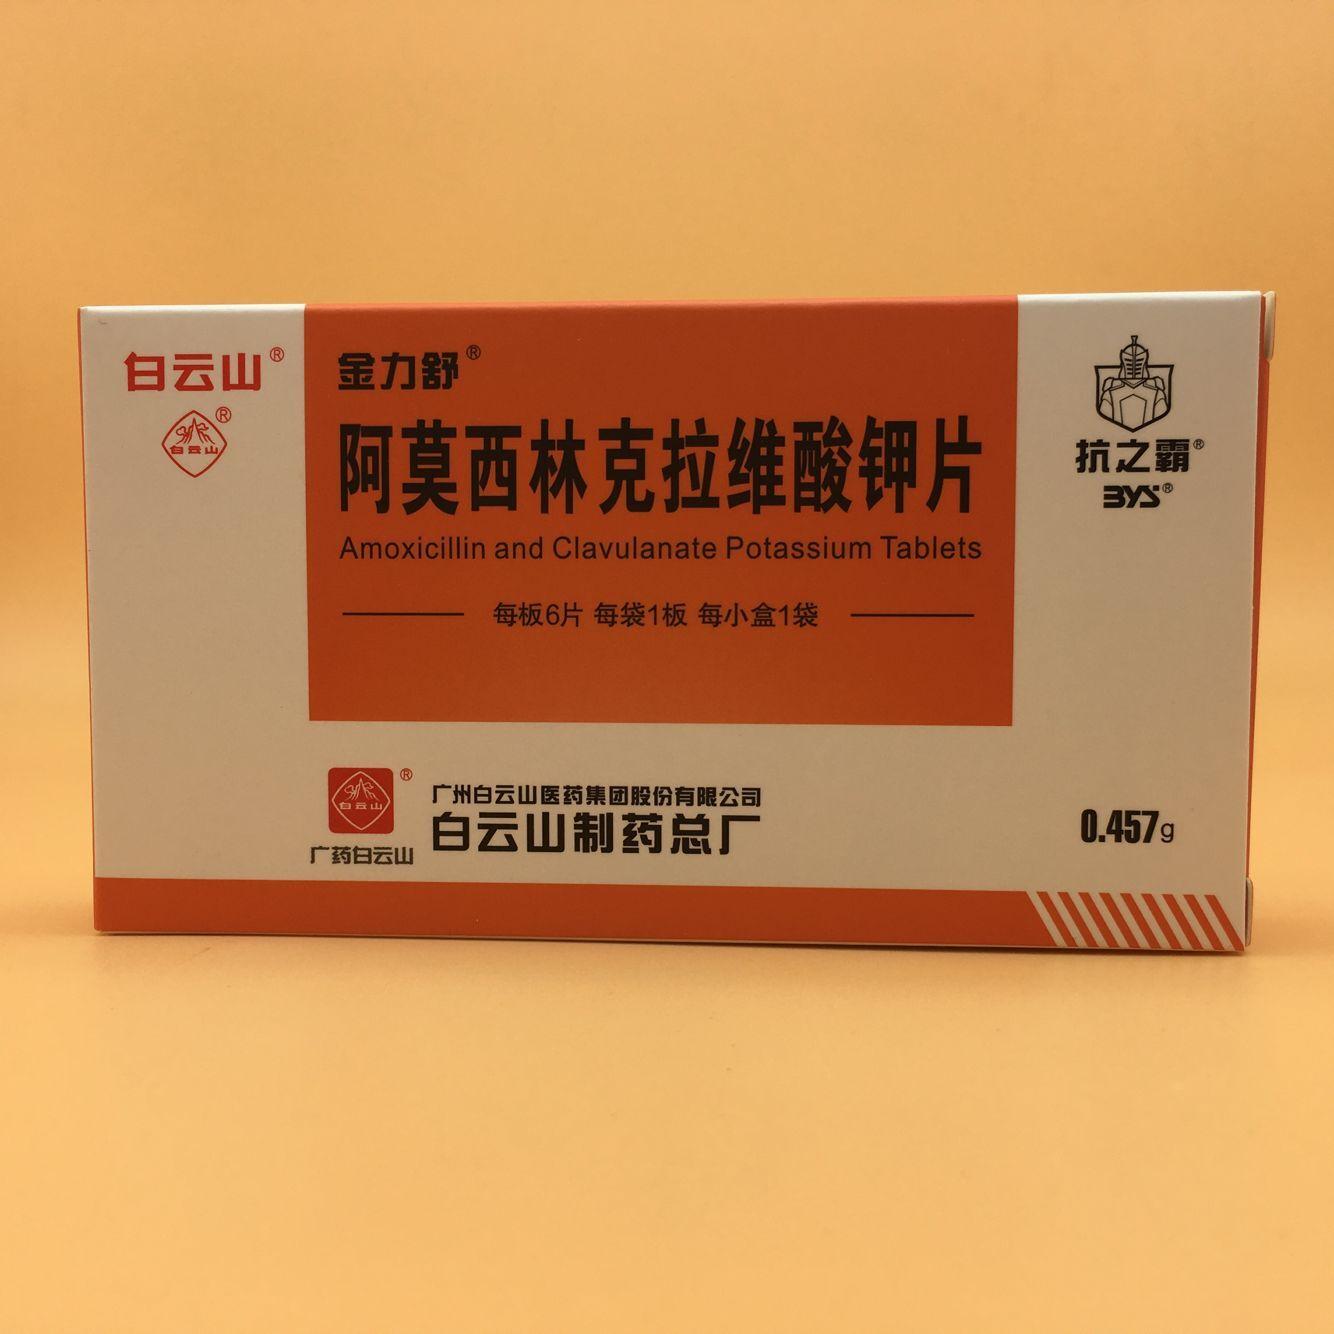 白云山®
®
白云山
金力舒®
阿莫西林克拉维酸钾片
Amoxicillin and Clavulanate Potassium Tablets
每板6片 每袋1板 每小盒1袋
抗之霸®
BYS®
®
白云山
广药白云山
广州白云山医药集团股份有限公司
白云山制药总厂
0.457g